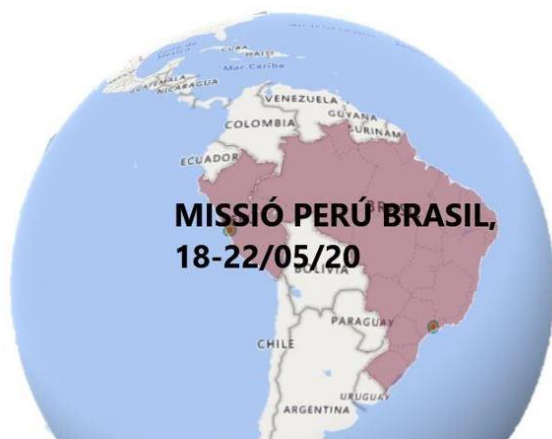 CUBA
HAITI
Mar Caribe
GUATEMALA
NICARAGUA
VENEZUELA
GUYANA
COLOMBIA
SURINAM
ECUADOR
MISSIÓ PERÚ BRASIL,
18-22/05/20
BOLIVIA
PARAGUAY
CHILE
URUGUAY
ARGENTINA